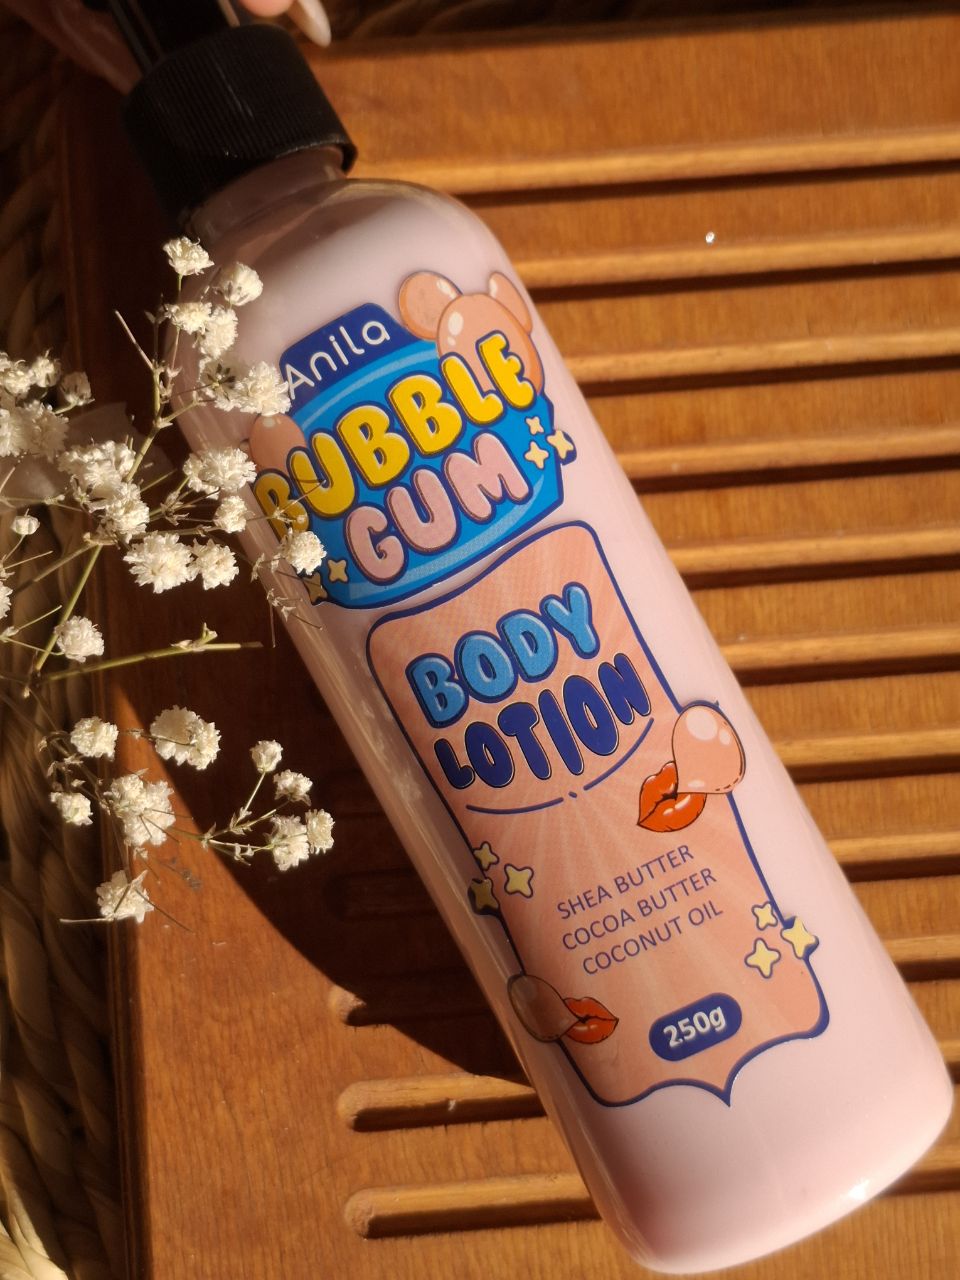 Anila
BUBBLE
GUM
BODY
LOTION
SHEA BUTTER
COCOA BUTTER
COCONUT OIL
250g